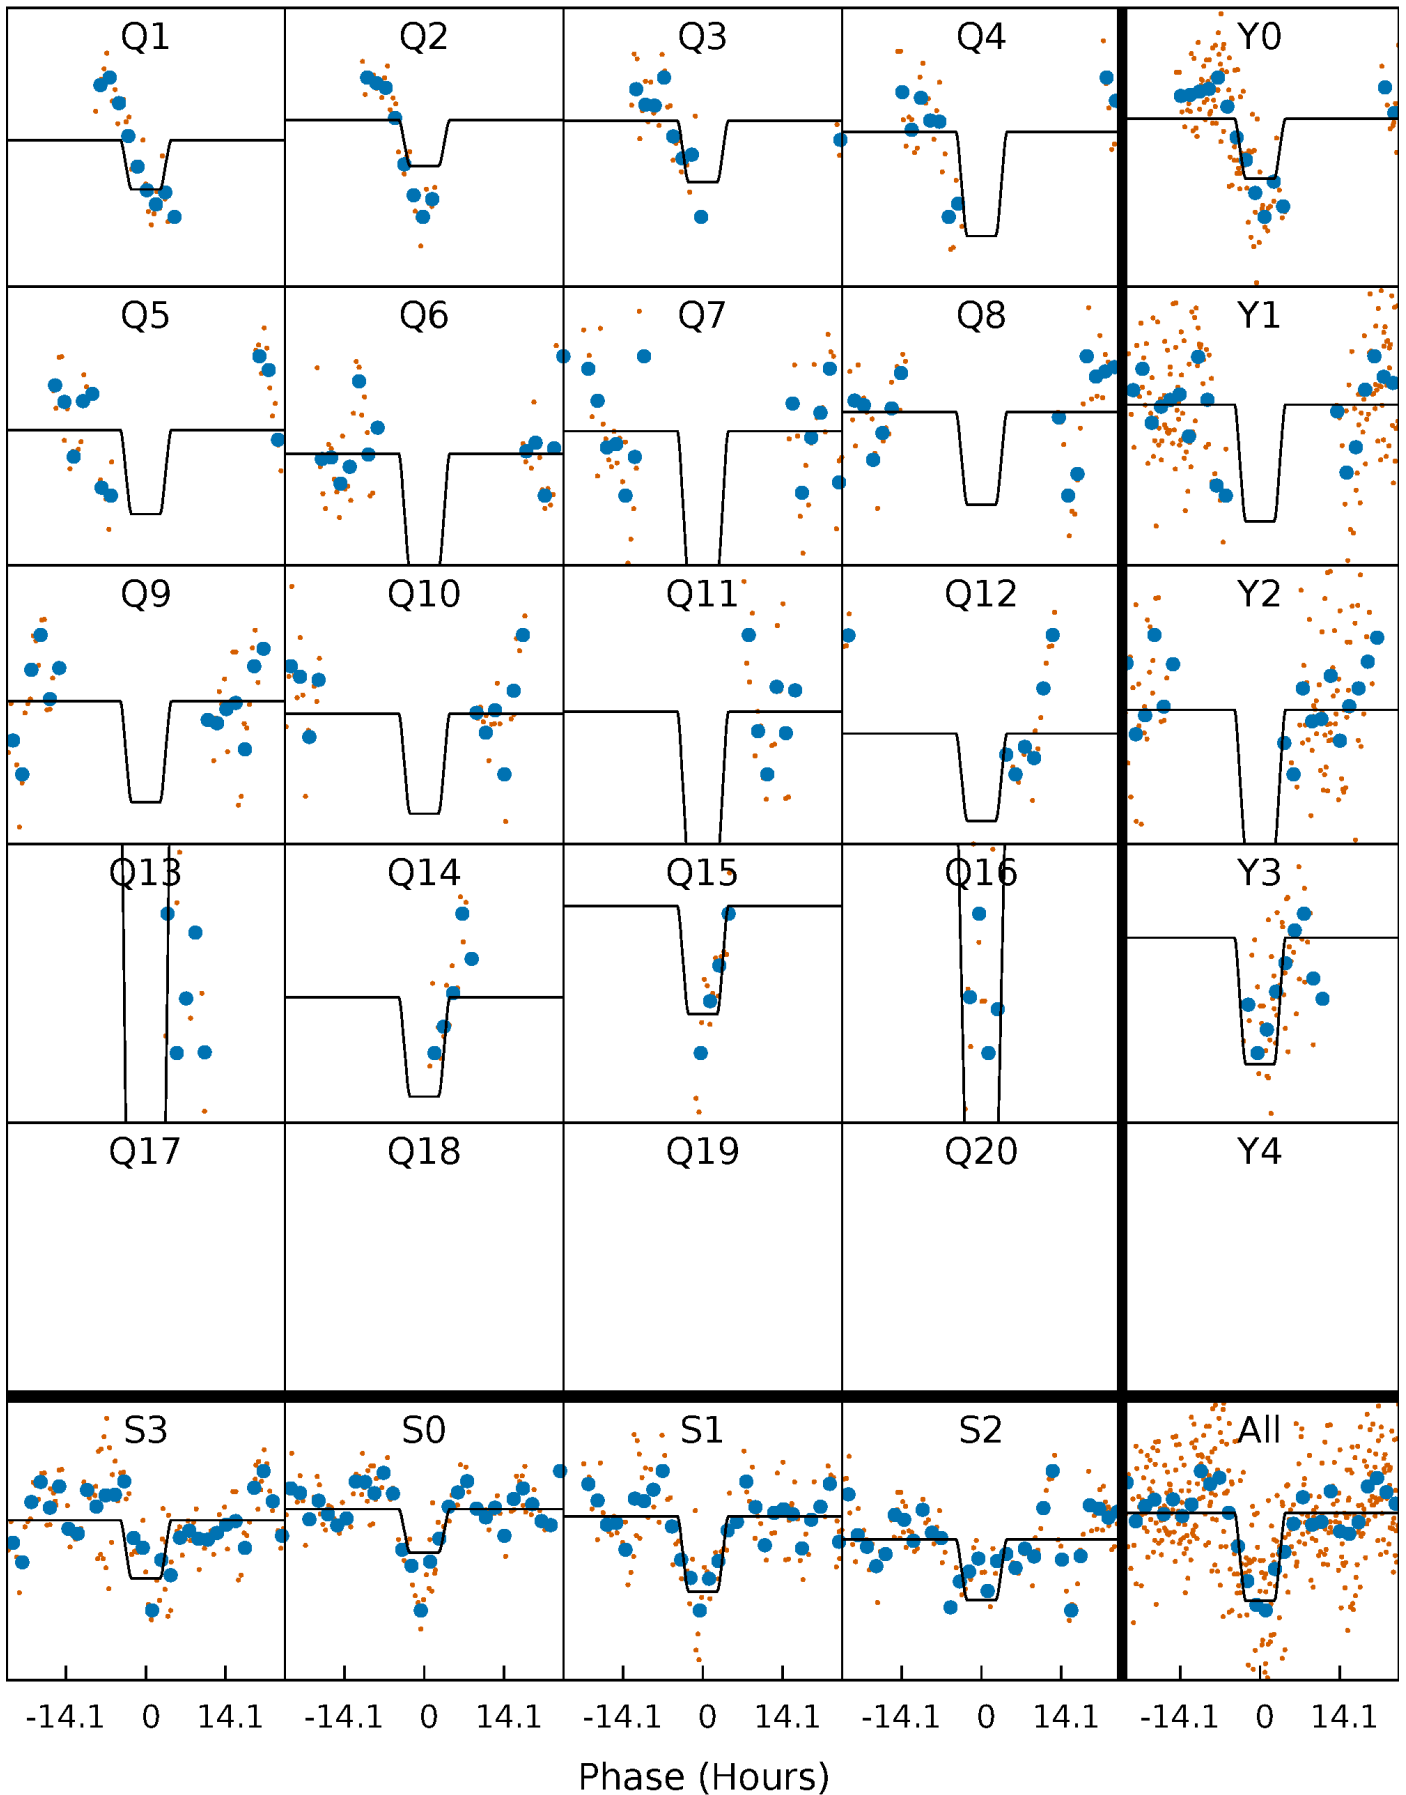 Q1 Q2 Q3 Q4 Y0
Q5 Q6 Q7 Q8 Y1
Q9 Q10 Q11 Q12 Y2
Q13 Q14 Q15 Q16 Y3
Q17 Q18 Q19 Q20 Y4
S3 S0 S1 S2 All
-14.1 0 14.1 -14.1 0 14.1 -14.1 0 14.1 -14.1 0 14.1 -14.1 0 14.1
Phase (Hours)